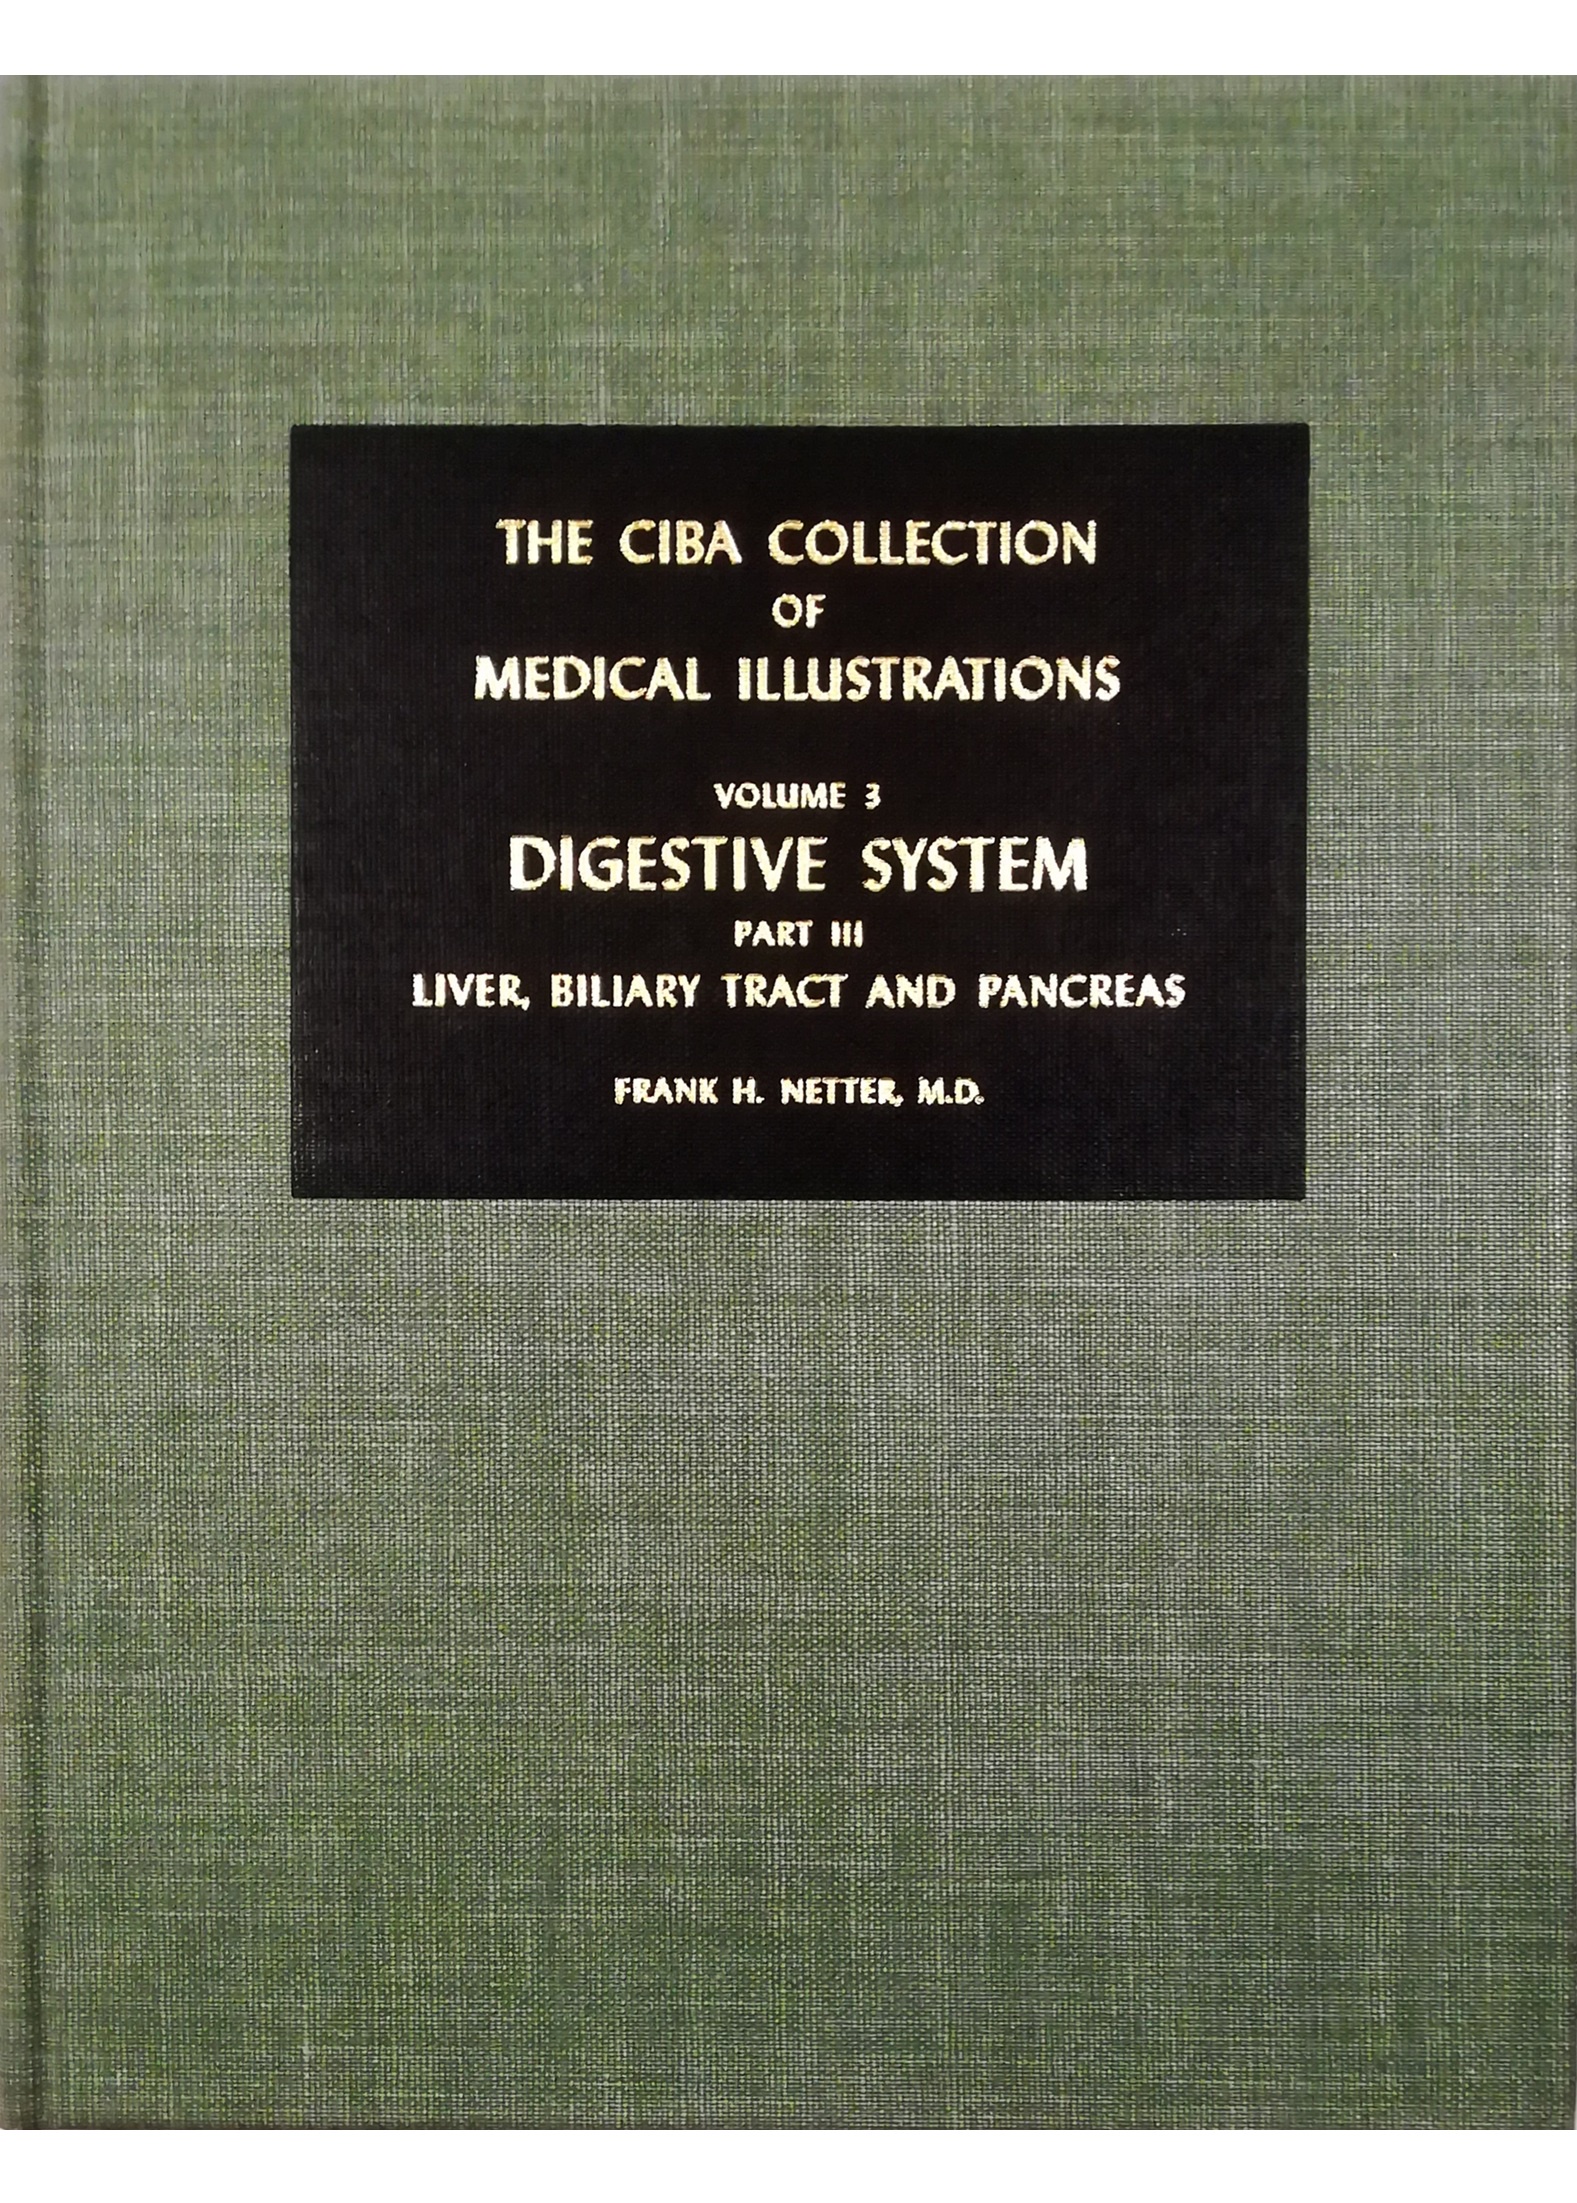 THE CIBA COLLECTION
OF
MEDICAL ILLUSTRATIONS
VOLUME 3
DIGESTIVE SYSTEM
PART III
LIVER, BILIARY TRACT AND PANCREAS
FRANK H. NETTER, M.D.